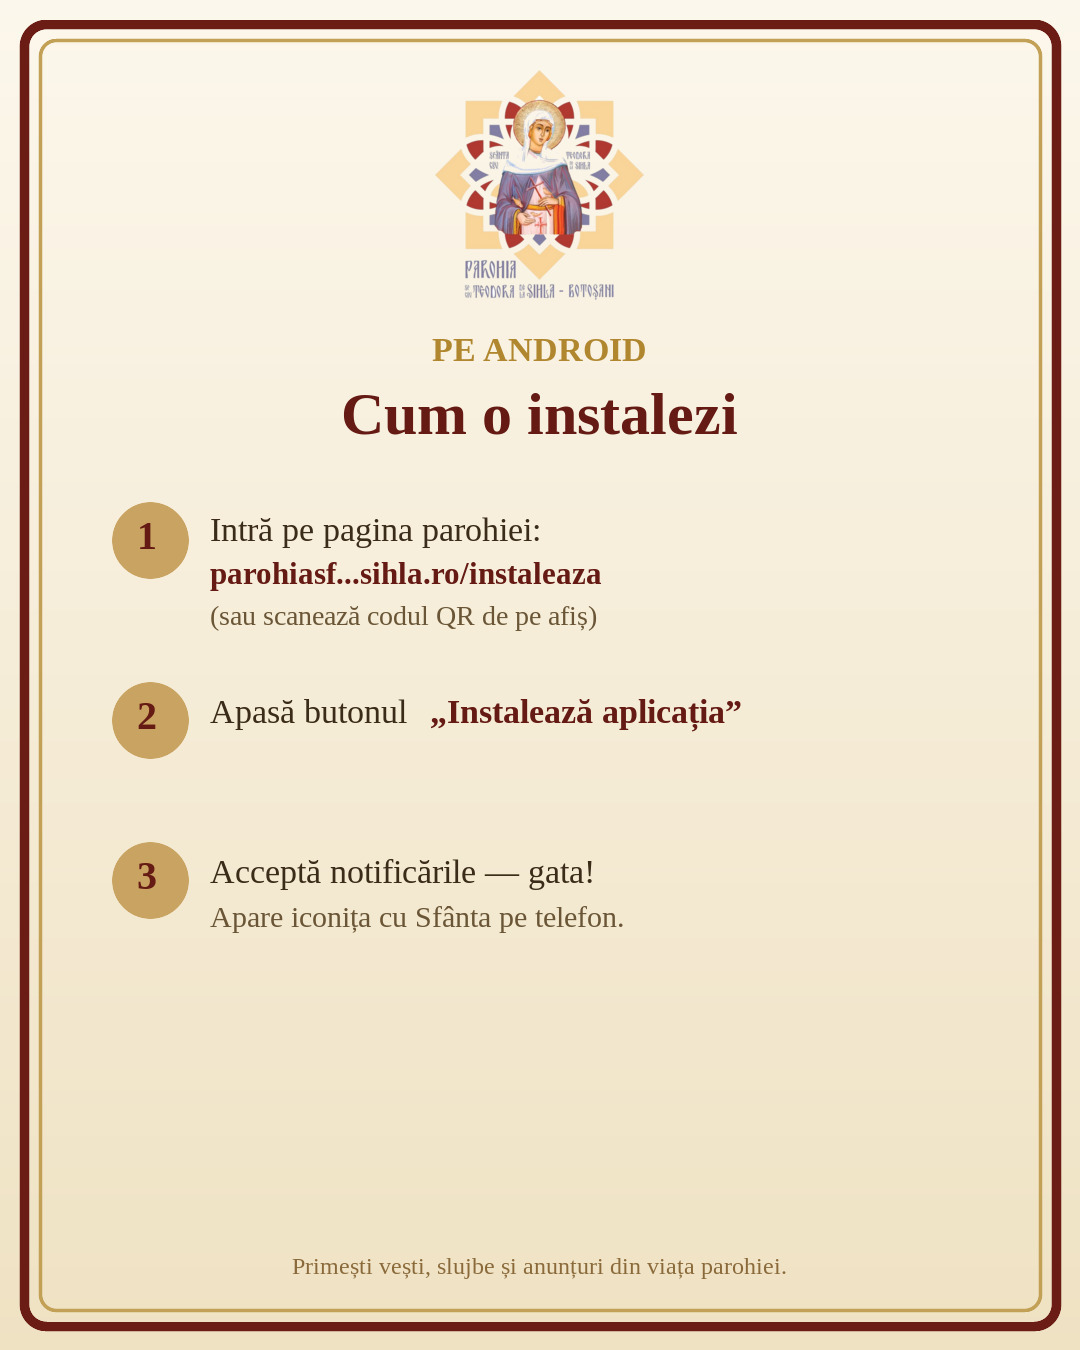 SFÂNTA
CUV
TEODORA
SIHLA
PAROHIA
SF CUV TEODORA DE LA SIHLA - BOTOȘANI
PE ANDROID
Cum o instalezi
1
Intră pe pagina parohiei:
parohiasf...sihla.ro/instaleaza
(sau scanează codul QR de pe afiș)
2
Apasă butonul „Instalează aplicația”
3
Acceptă notificările — gata!
Apare iconița cu Sfânta pe telefon.
Primești vești, slujbe și anunțuri din viața parohiei.